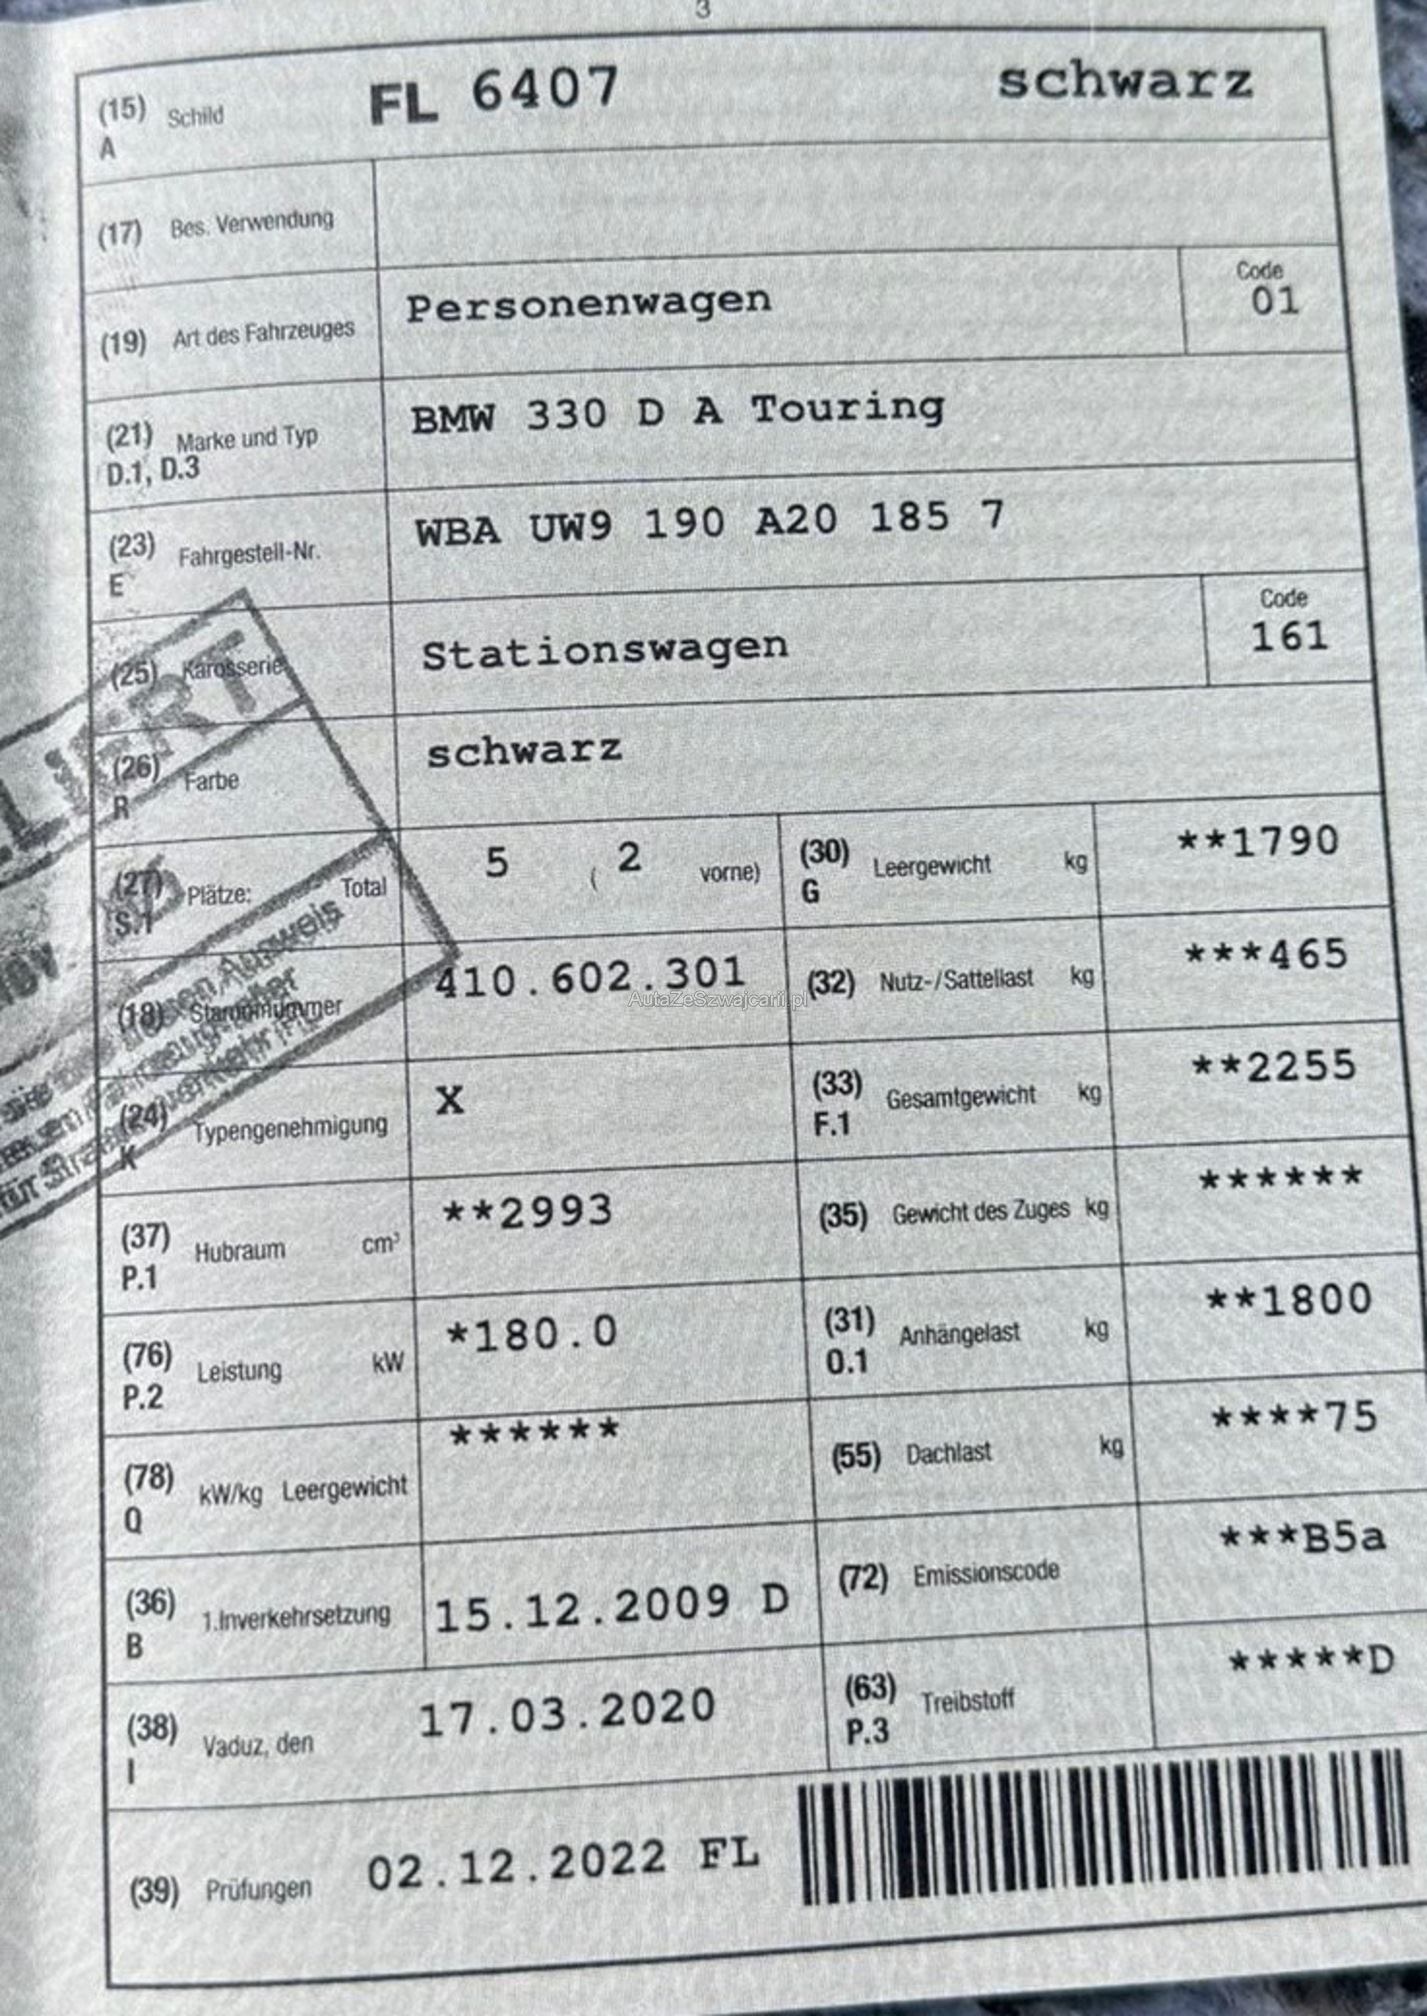 3
(15) Schild FL 6407 schwarz
A
(17) Bes. Verwendung
(19) Art des Fahrzeuges Personenwagen Code 01
(21) Marke und Typ BMW 330 D A Touring
D.1, D.3
(23) Fahrgestell-Nr. WBA UW9 190 A20 185 7
E
(25) Karosserie Stationswagen Code 161
(26) Farbe schwarz
R
(27) Plätze: Total 5 ( 2 vorne) (30) Leergewicht kg **1790
S.1 G
(18) Stammnummer 410.602.301 (32) Nutz-/Sattellast kg ***465
AutaZeSzwajcarii.pl
(24) Typengenehmigung X (33) Gesamtgewicht kg **2255
K F.1
(37) Hubraum cm³ **2993 (35) Gewicht des Zuges kg ******
P.1
(76) Leistung kW *180.0 (31) Anhängelast kg **1800
P.2 O.1
(78) kW/kg Leergewicht ****** (55) Dachlast kg ****75
Q
(36) 1.Inverkehrsetzung 15.12.2009 D (72) Emissionscode ***B5a
B
(38) Vaduz, den 17.03.2020 (63) Treibstoff *****D
I P.3
(39) Prüfungen 02.12.2022 FL